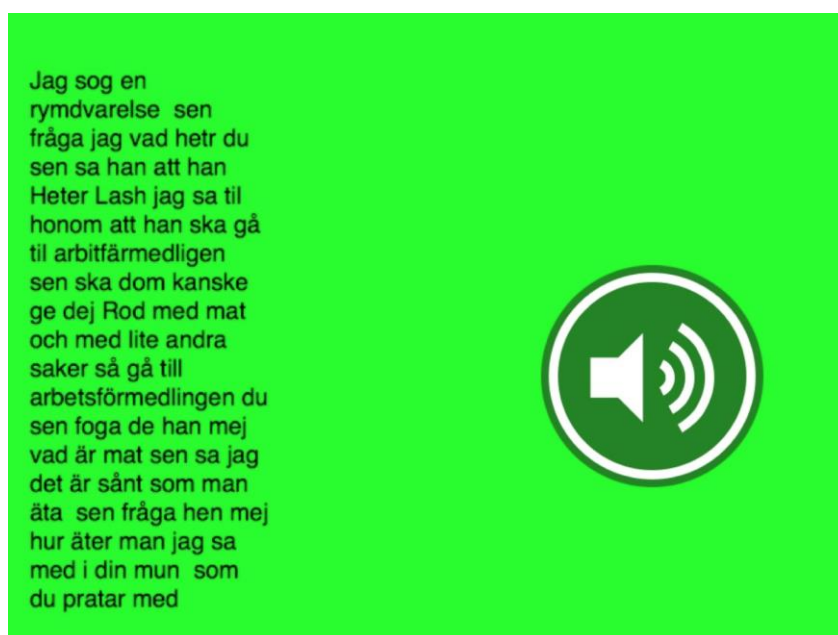 Jag sog en
rymdvarelse  sen
fråga jag vad hetr du
sen sa han att han
Heter Lash jag sa til
honom att han ska gå
til arbitfärmedligen
sen ska dom kanske
ge dej Rod med mat
och med lite andra
saker så gå till
arbetsförmedlingen du
sen foga de han mej
vad är mat sen sa jag
det är sånt som man
äta  sen fråga hen mej
hur äter man jag sa
med i din mun  som
du pratar med